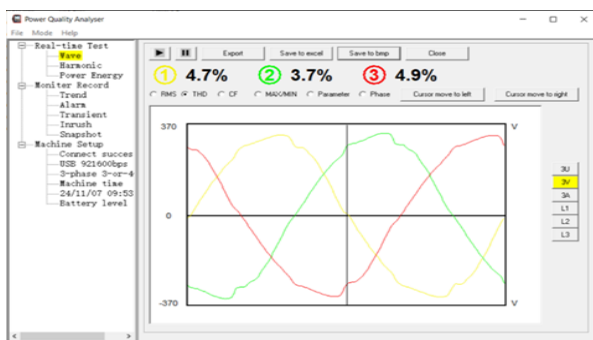 Power Quality Analyser
File Mode Help
Real-time Test
Wave
Harmonic
Power Energy
Moniter Record
Trend
Alarm
Transient
Inrush
Snapshot
Machine Setup
Connect succes
USB 921600bps
3-phase 3-or-4
Machine time
24/11/07 09:53
Battery level
Export Save to excel Save to bmp Close
1 4.7% 2 3.7% 3 4.9%
RMS THD CF MAX/MIN Parameter Phase Cursor move to left Cursor move to right
370 V
0
-370 V
3U
3V
3A
L1
L2
L3